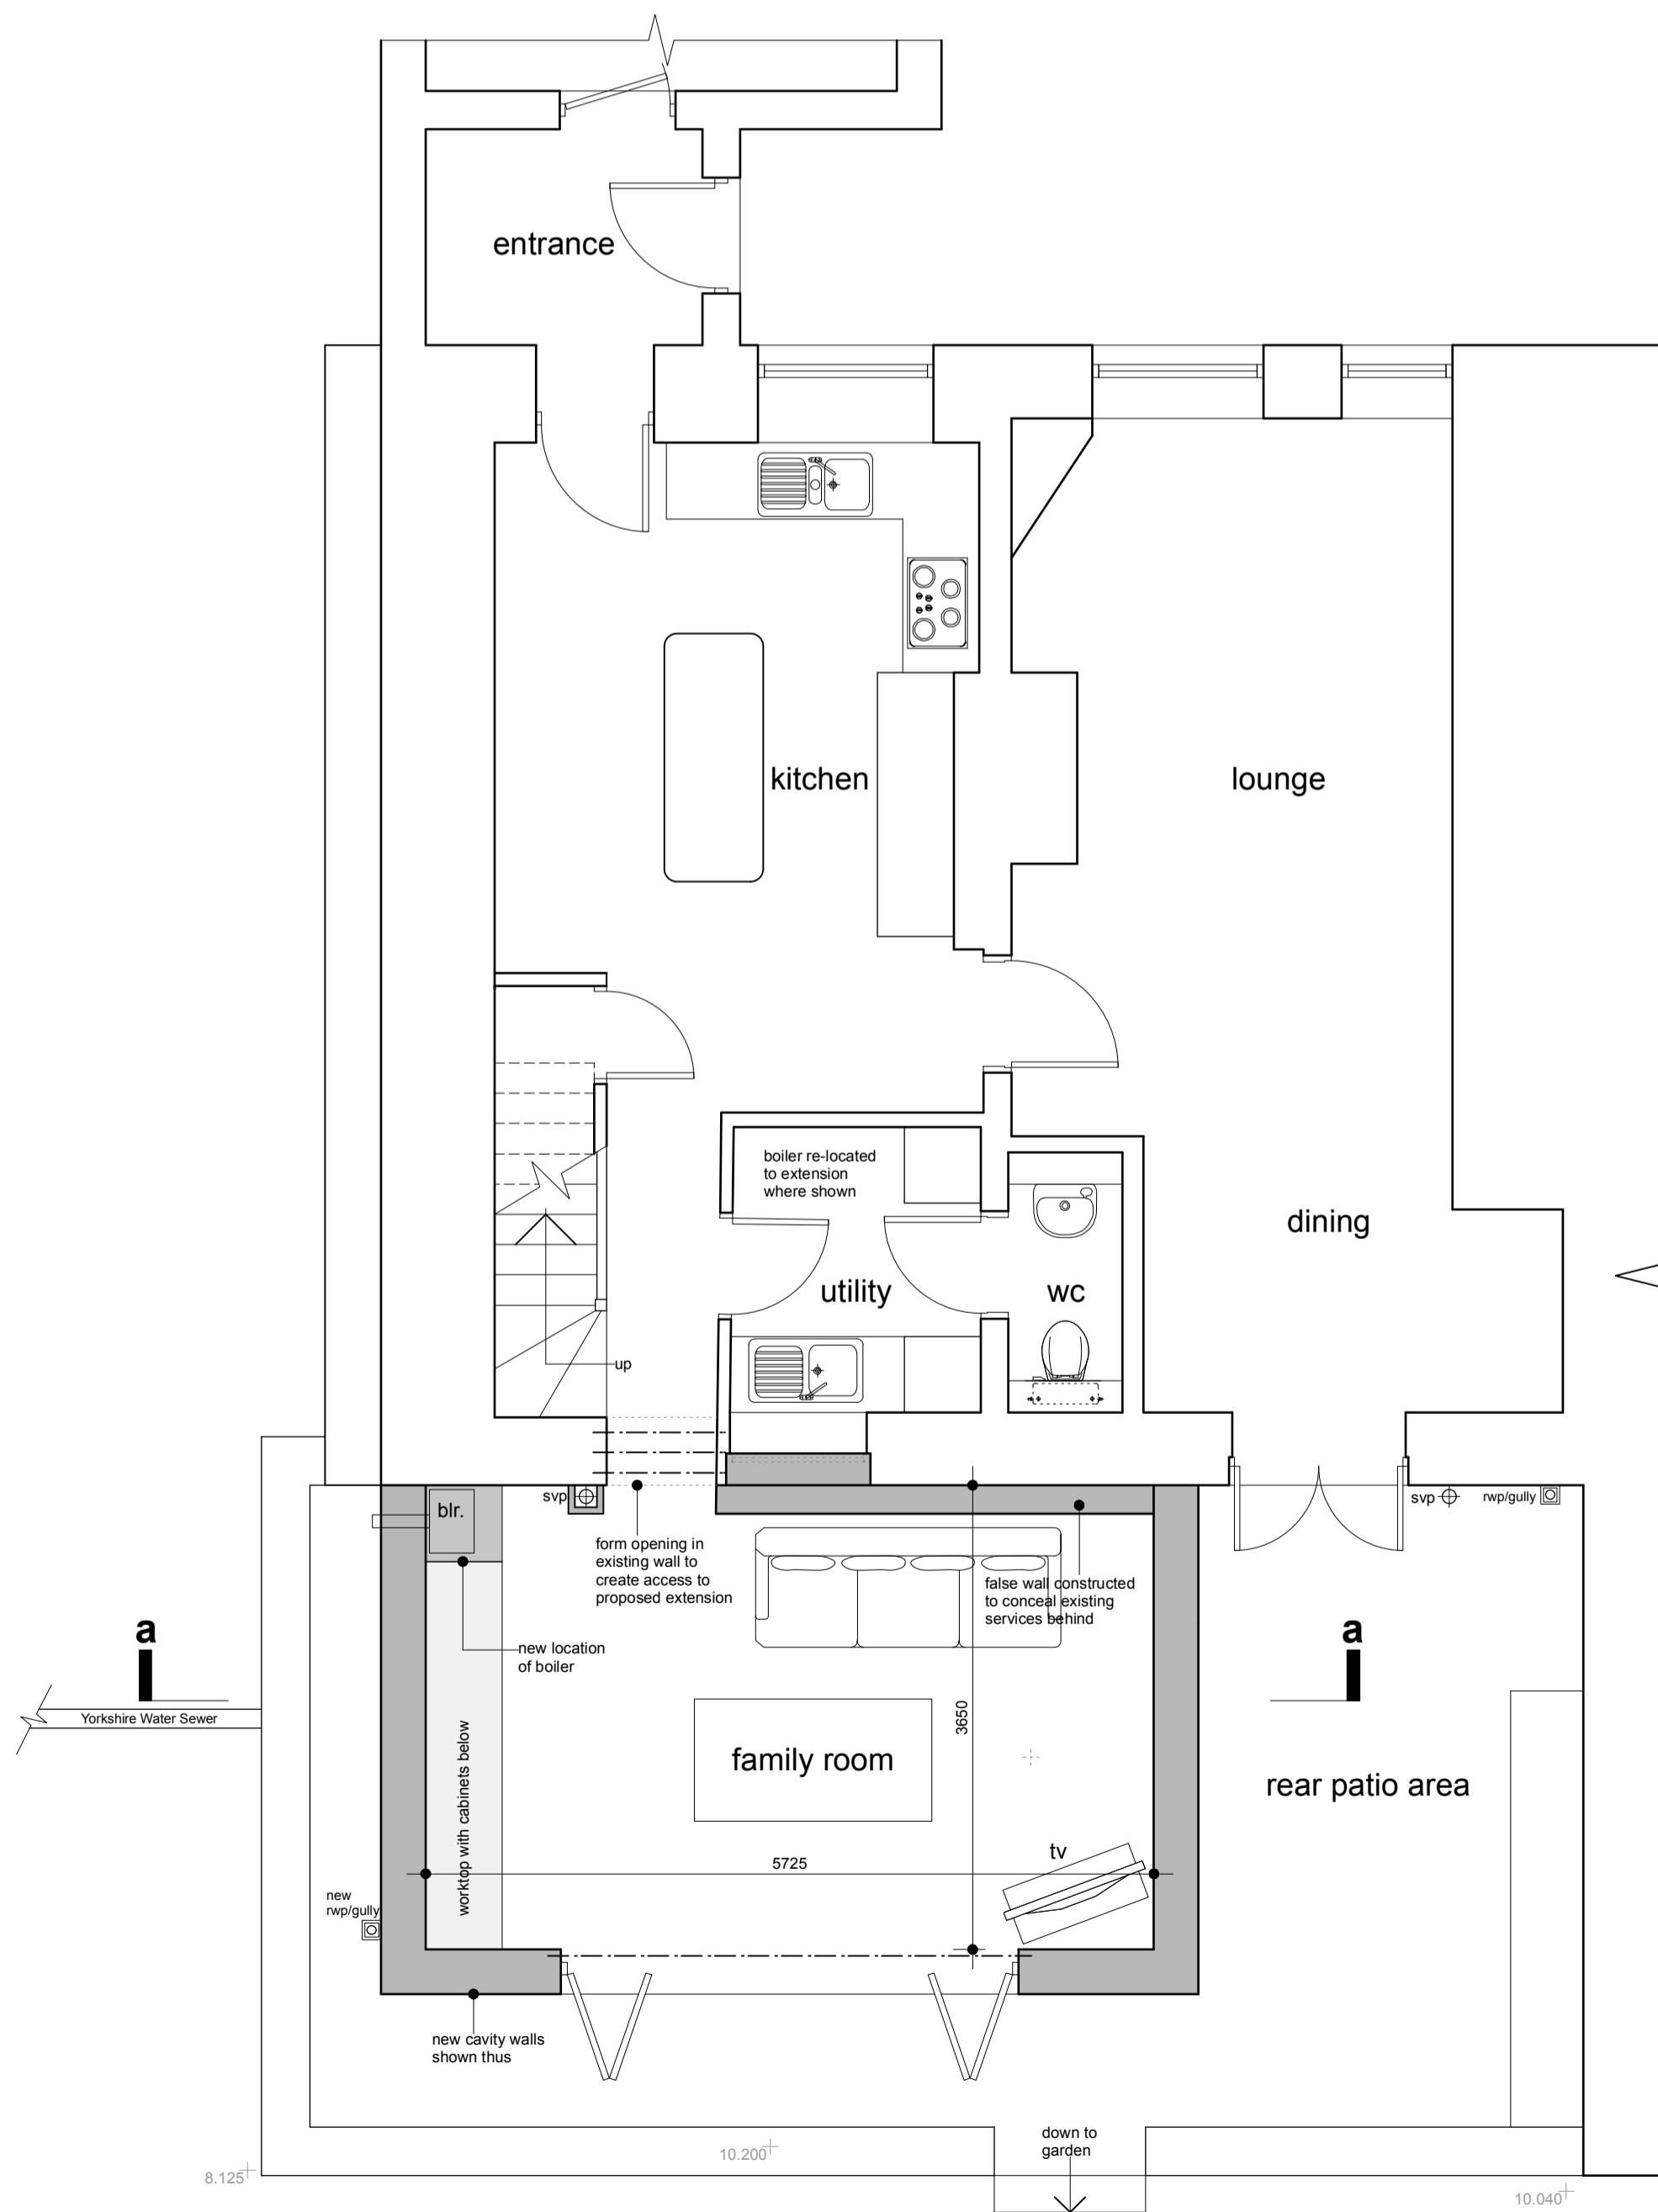 entrance
kitchen
lounge
boiler re-located
to extension
where shown
dining
utility
wc
up
svp
blr.
svp
rwp/gully
form opening in
existing wall to
create access to
proposed extension
false wall constructed
to conceal existing
services behind
a
a
new location
of boiler
Yorkshire Water Sewer
3650
worktop with cabinets below
family room
rear patio area
tv
5725
new
rwp/gully
new cavity walls
shown thus
down to
garden
10.200
8.125
10.040